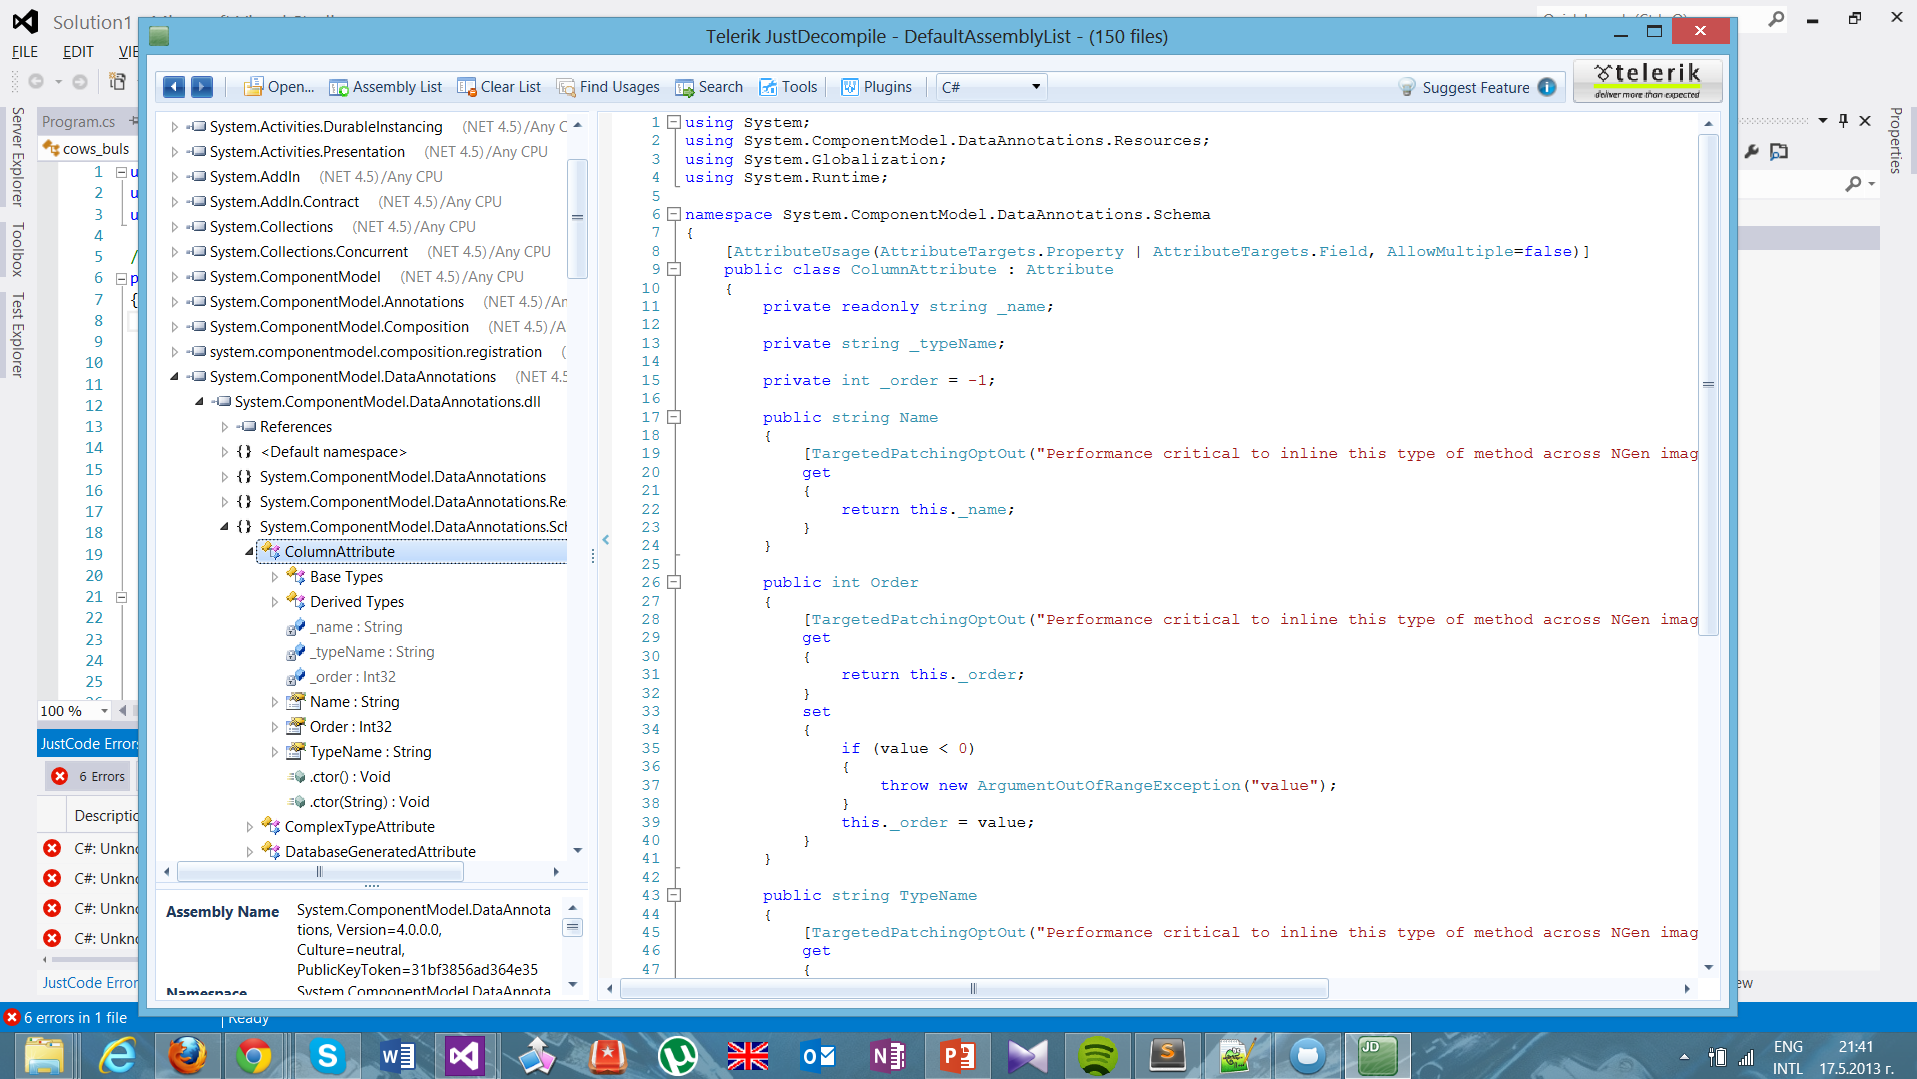 Solution1
Telerik JustDecompile - DefaultAssemblyList - (150 files)
FILE EDIT
Open... Assembly List Clear List Find Usages Search Tools Plugins C# Suggest Feature
telerik
deliver more than expected
Server Explorer
Toolbox
Test Explorer
Properties
Program.cs
cows_buls
1
2
3
4
5
6
7
8
9
10
11
12
13
14
15
16
17
18
19
20
21
22
23
24
25
100 %
System.Activities.DurableInstancing (NET 4.5)/Any C
System.Activities.Presentation (NET 4.5)/Any CPU
System.AddIn (NET 4.5)/Any CPU
System.AddIn.Contract (NET 4.5)/Any CPU
System.Collections (NET 4.5)/Any CPU
System.Collections.Concurrent (NET 4.5)/Any CPU
System.ComponentModel (NET 4.5)/Any CPU
System.ComponentModel.Annotations (NET 4.5)/An
System.ComponentModel.Composition (NET 4.5)/A
system.componentmodel.composition.registration (
System.ComponentModel.DataAnnotations (NET 4.5
System.ComponentModel.DataAnnotations.dll
References
{} <Default namespace>
{} System.ComponentModel.DataAnnotations
{} System.ComponentModel.DataAnnotations.Re
{} System.ComponentModel.DataAnnotations.Sch
ColumnAttribute
Base Types
Derived Types
_name : String
_typeName : String
_order : Int32
Name : String
Order : Int32
TypeName : String
.ctor() : Void
.ctor(String) : Void
ComplexTypeAttribute
DatabaseGeneratedAttribute
Assembly Name System.ComponentModel.DataAnnota
tions, Version=4.0.0.0,
Culture=neutral,
PublicKeyToken=31bf3856ad364e35
Namespace System.ComponentModel.DataAnnota
1 using System;
2 using System.ComponentModel.DataAnnotations.Resources;
3 using System.Globalization;
4 using System.Runtime;
5
6 namespace System.ComponentModel.DataAnnotations.Schema
7 {
8 [AttributeUsage(AttributeTargets.Property | AttributeTargets.Field, AllowMultiple=false)]
9 public class ColumnAttribute : Attribute
10 {
11 private readonly string _name;
12
13 private string _typeName;
14
15 private int _order = -1;
16
17 public string Name
18 {
19 [TargetedPatchingOptOut("Performance critical to inline this type of method across NGen imag
20 get
21 {
22 return this._name;
23 }
24 }
25
26 public int Order
27 {
28 [TargetedPatchingOptOut("Performance critical to inline this type of method across NGen imag
29 get
30 {
31 return this._order;
32 }
33 set
34 {
35 if (value < 0)
36 {
37 throw new ArgumentOutOfRangeException("value");
38 }
39 this._order = value;
40 }
41 }
42
43 public string TypeName
44 {
45 [TargetedPatchingOptOut("Performance critical to inline this type of method across NGen imag
46 get
47 {
JustCode Errors
6 Errors
Descriptio
C#: Unkno
C#: Unkno
C#: Unkno
C#: Unkno
JustCode Error
ew
6 errors in 1 file
Ready
JD
ENG
INTL
21:41
17.5.2013 г.